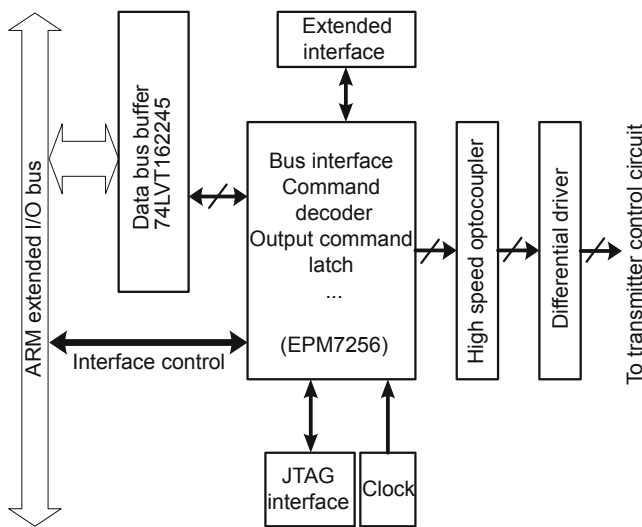 Extended
interface
Data bus buffer
74LVT162245
ARM extended I/O bus
Bus interface
Command
decoder
Output command
latch
...
(EPM7256)
High speed optocoupler
Differential driver
To transmitter control circuit
Interface control
JTAG
interface
Clock